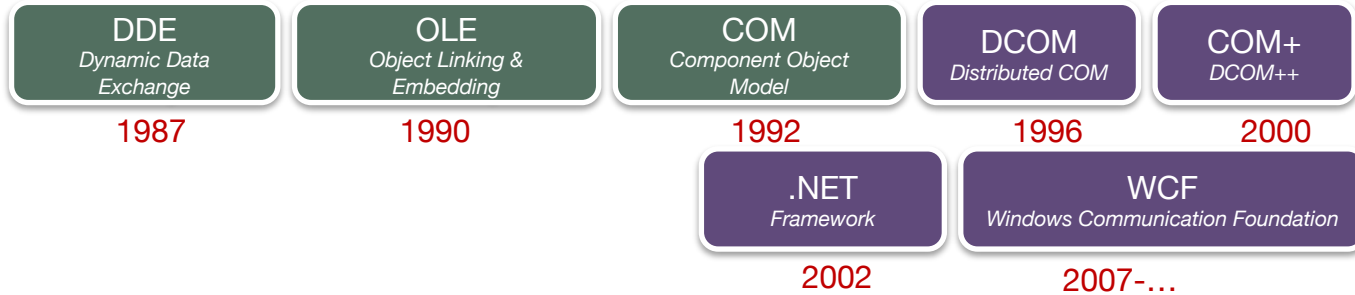 DDE
Dynamic Data
Exchange
1987
OLE
Object Linking &
Embedding
1990
COM
Component Object
Model
1992
DCOM
Distributed COM
1996
COM+
DCOM++
2000
.NET
Framework
2002
WCF
Windows Communication Foundation
2007-...